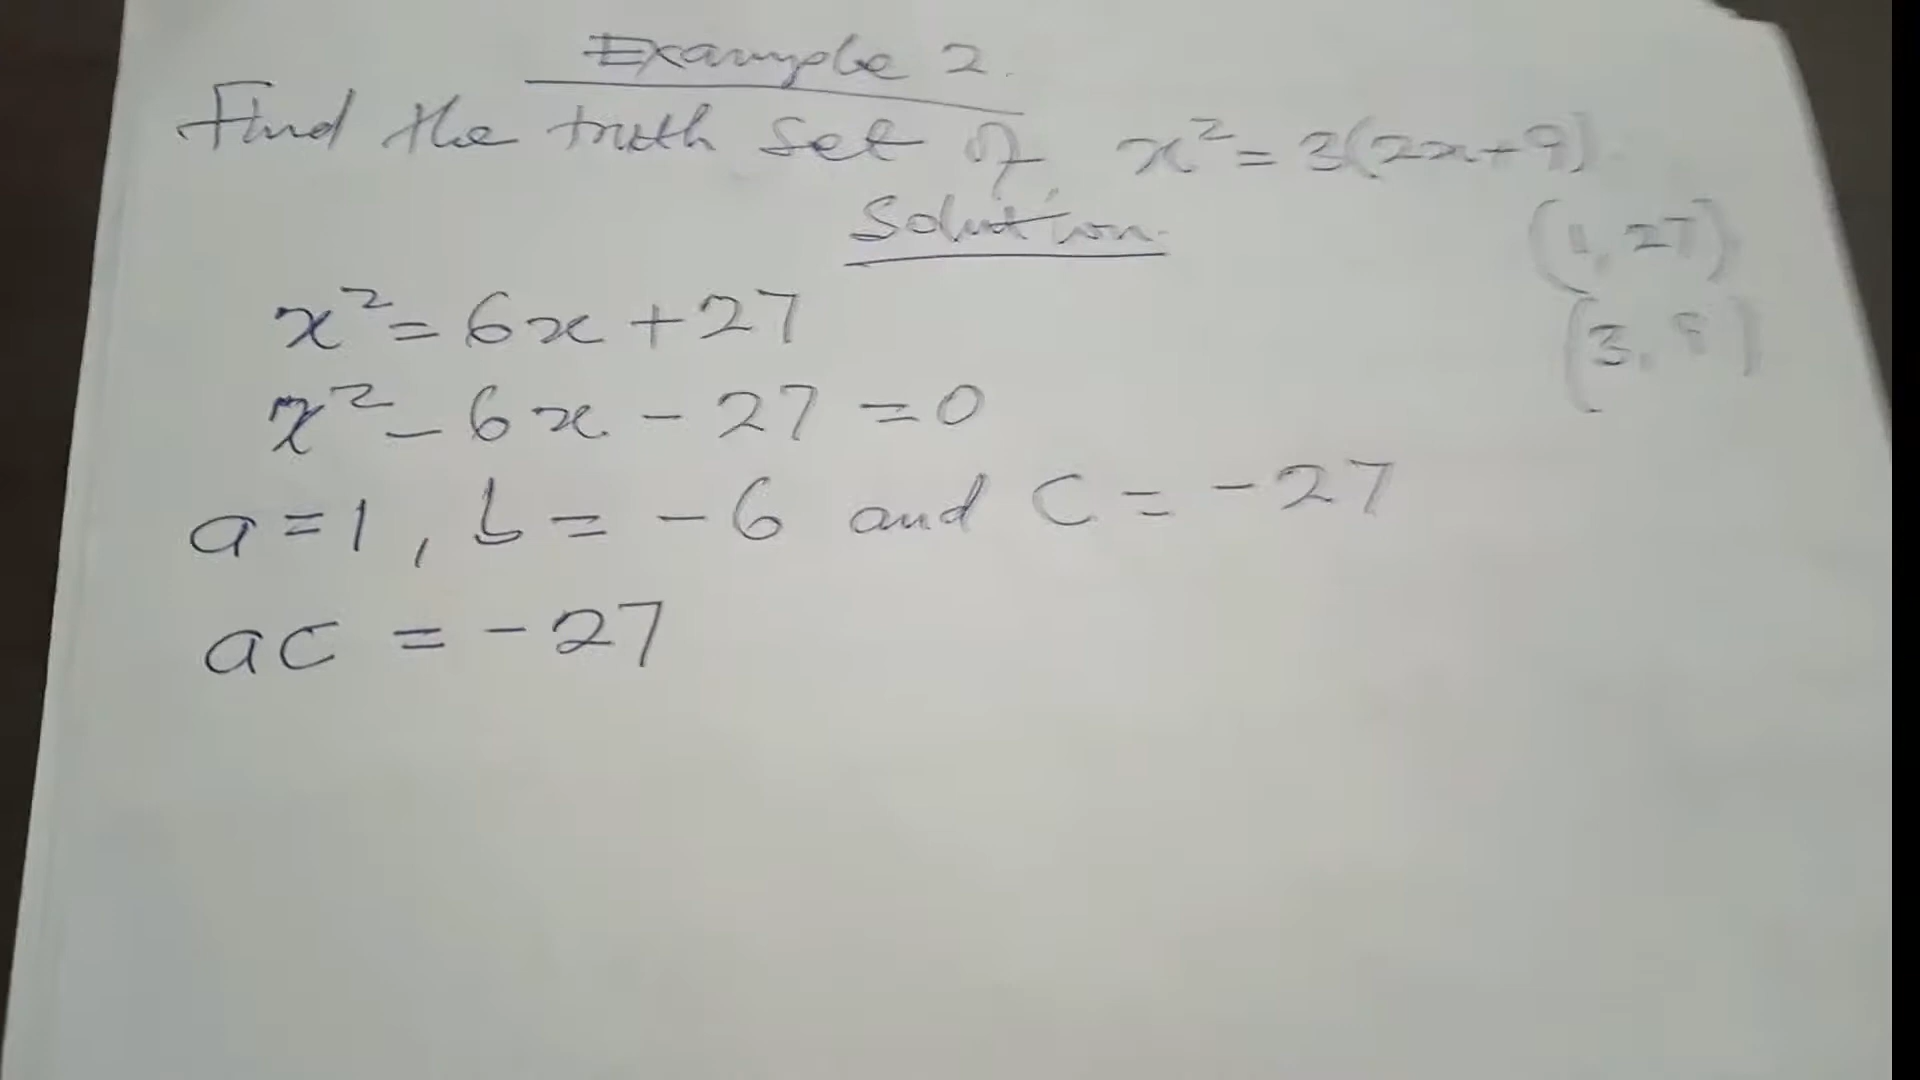 Example 2.
Find the truth set of x² = 3(2x+9)
Solution
(1, 27)
(3, 9)
x² = 6x + 27
x² - 6x - 27 = 0
a = 1, b = -6 and c = -27
ac = -27